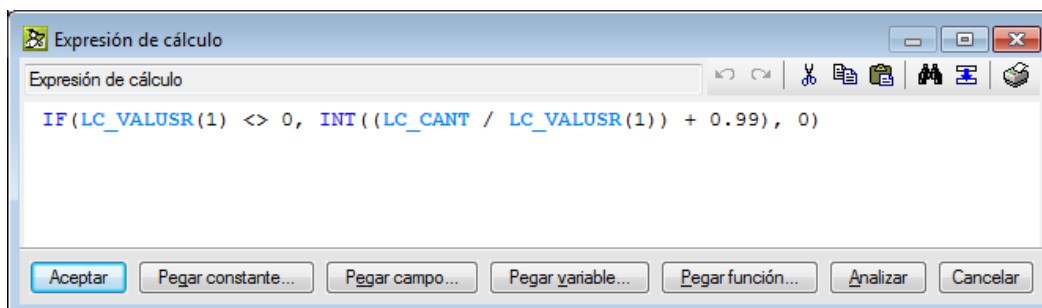 Expresión de cálculo
Expresión de cálculo
IF(LC_VALUSR(1) <> 0, INT((LC_CANT / LC_VALUSR(1)) + 0.99), 0)
Aceptar Pegar constante... Pegar campo... Pegar variable... Pegar función... Analizar Cancelar